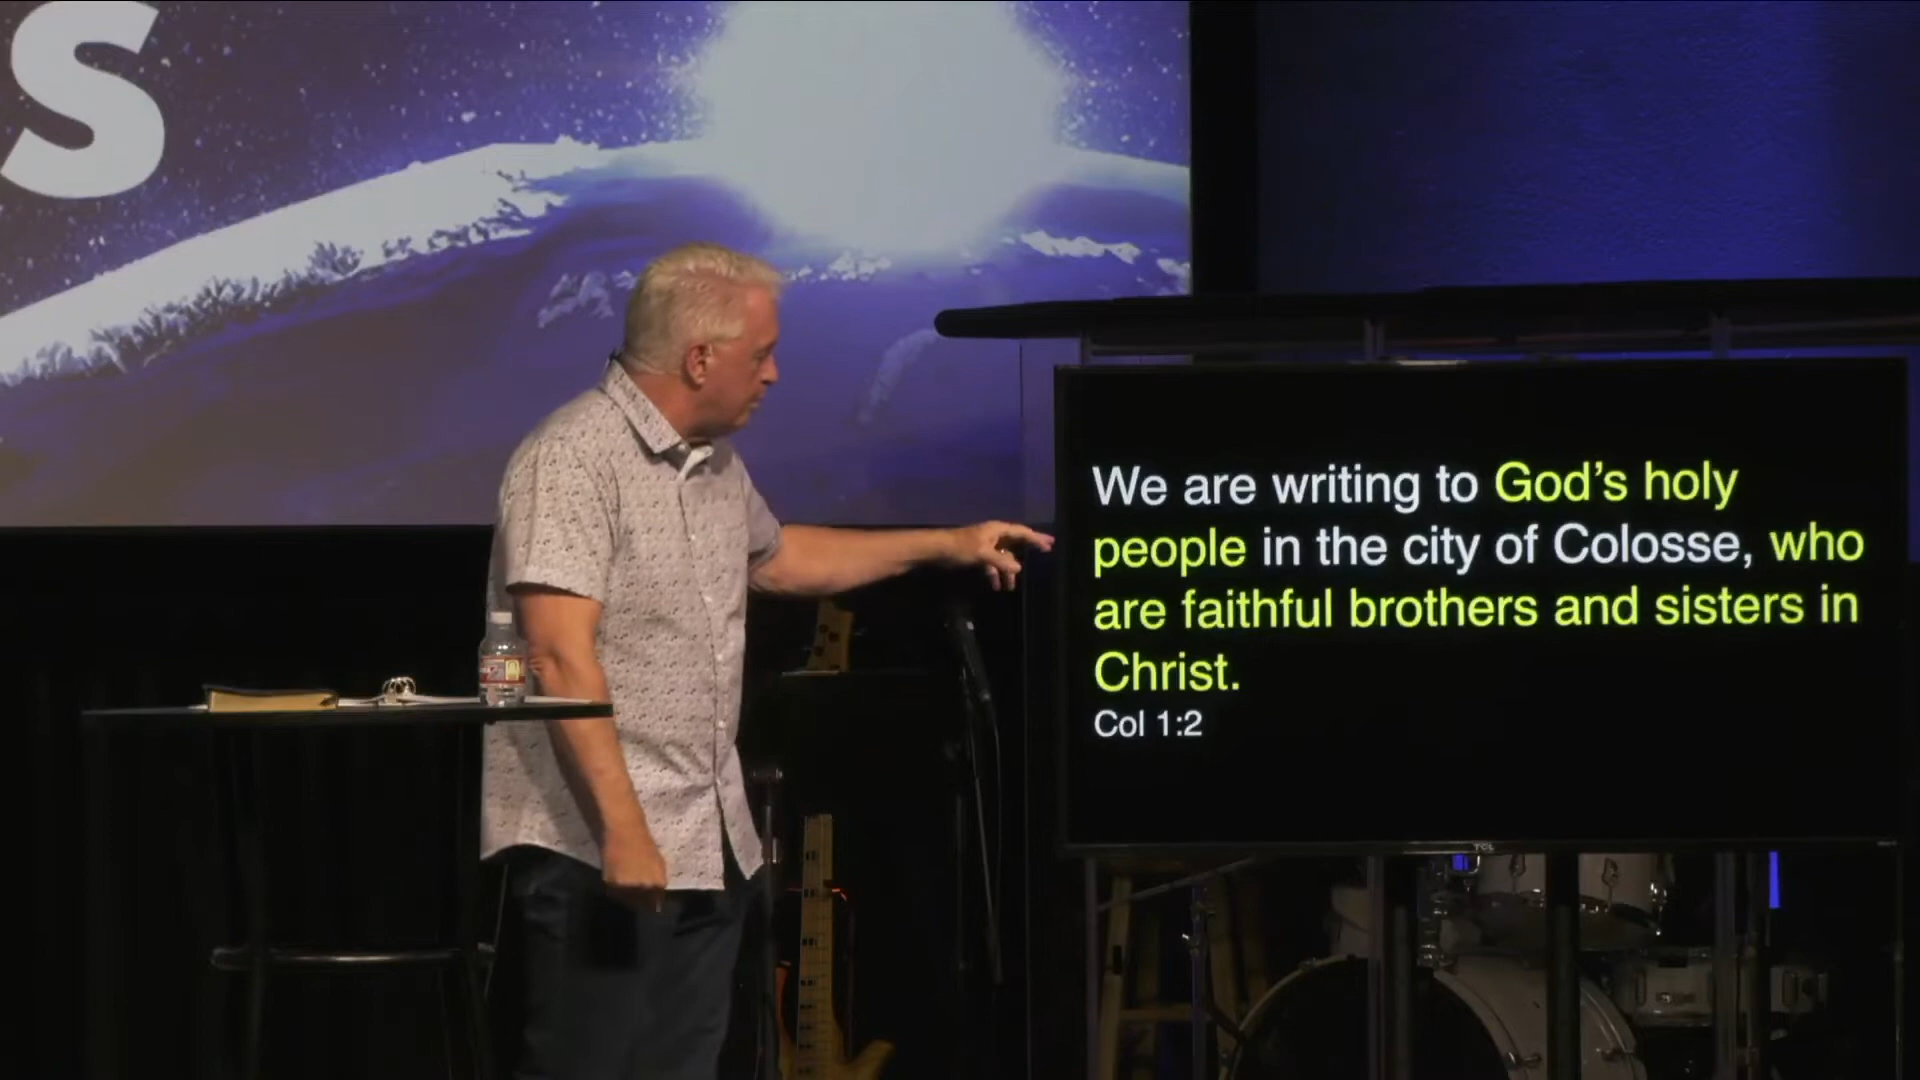 S
We are writing to God’s holy
people in the city of Colosse, who
are faithful brothers and sisters in
Christ.
Col 1:2
TCL